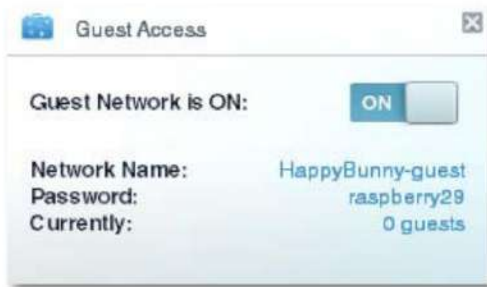 Guest Access
Guest Network is ON: ON
Network Name: HappyBunny-guest
Password: raspberry29
Currently: 0 guests